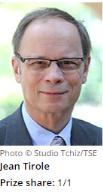 Photo © Studio Tchiz/TSE
Jean Tirole
Prize share: 1/1